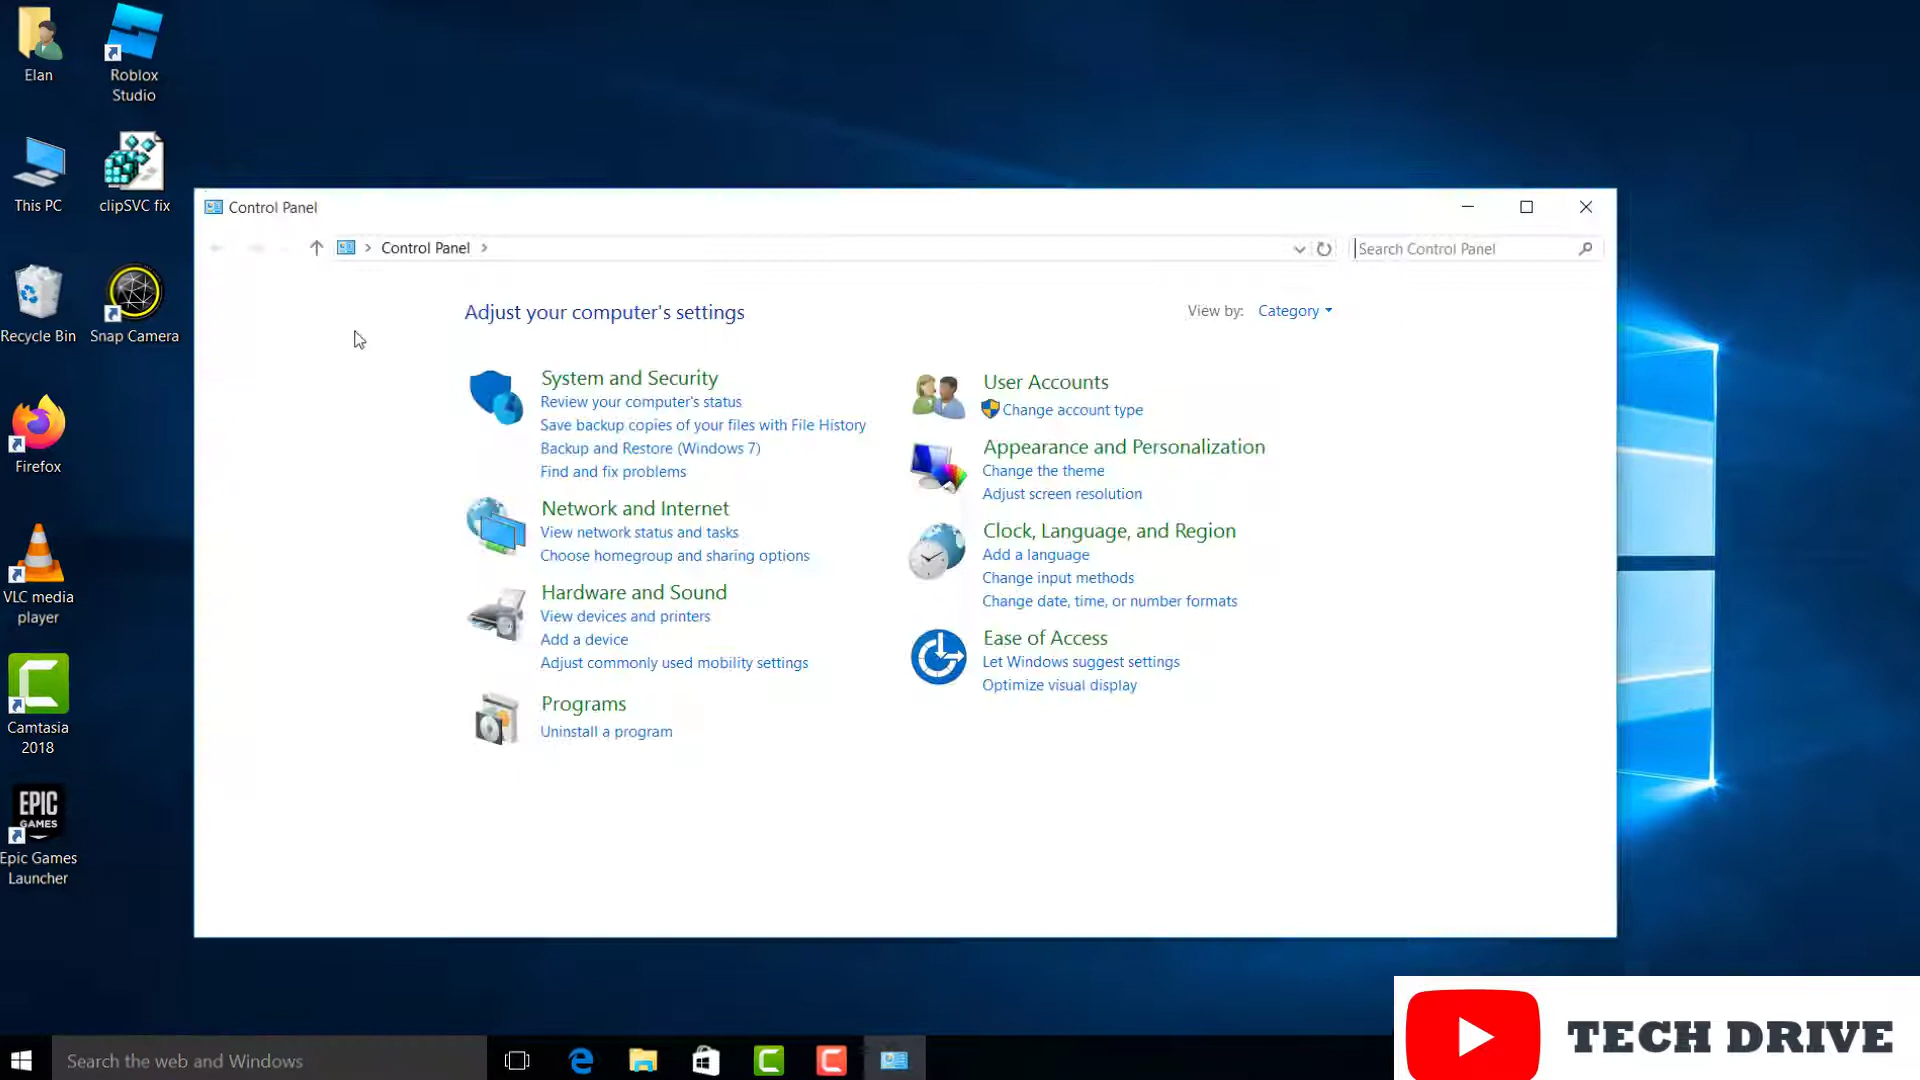 Elan
Roblox
Studio
This PC
clipSVC fix
Recycle Bin
Snap Camera
Firefox
VLC media
player
Camtasia
2018
EPIC
GAMES
Epic Games
Launcher
Control Panel
Control Panel
Search Control Panel
Adjust your computer's settings
View by: Category
System and Security
Review your computer's status
Save backup copies of your files with File History
Backup and Restore (Windows 7)
Find and fix problems
Network and Internet
View network status and tasks
Choose homegroup and sharing options
Hardware and Sound
View devices and printers
Add a device
Adjust commonly used mobility settings
Programs
Uninstall a program
User Accounts
Change account type
Appearance and Personalization
Change the theme
Adjust screen resolution
Clock, Language, and Region
Add a language
Change input methods
Change date, time, or number formats
Ease of Access
Let Windows suggest settings
Optimize visual display
Search the web and Windows
TECH DRIVE